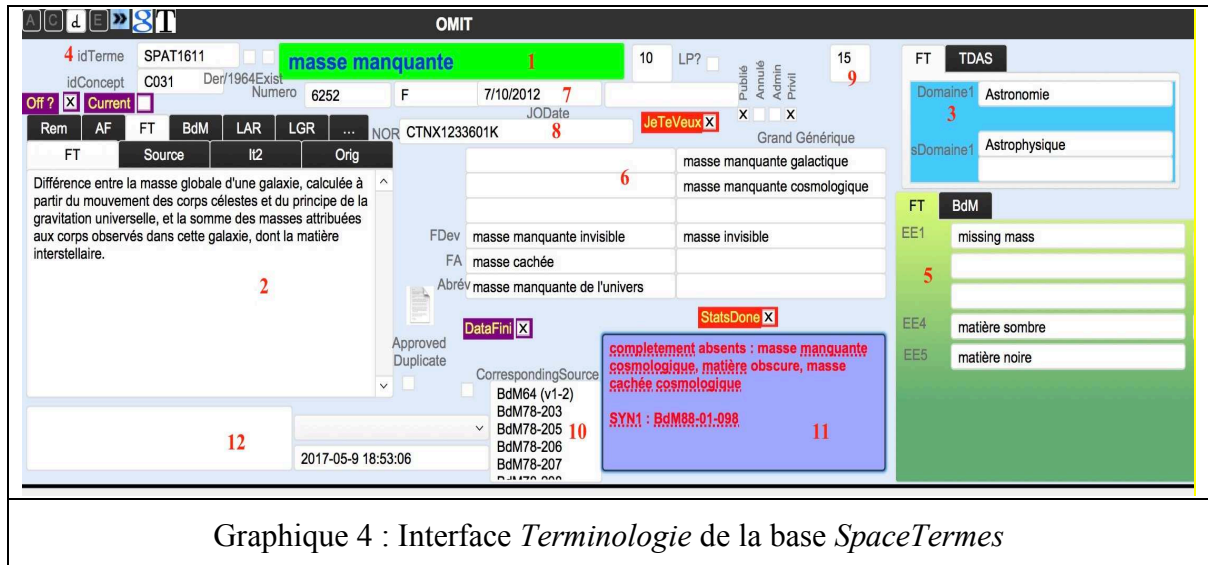 A C d E » g T OMIT
4 idTerme SPAT1611 masse manquante 1 10 LP? Publié Annulé Admin Privil 15 9
idConcept C031 Der/1964Exist
Numero 6252 F 7/10/2012 7 X X X
Off ? X Current
JODate
NOR CTNX1233601K 8 JeTeVeux X
Grand Générique
Rem AF FT BdM LAR LGR ...
FT Source It2 Orig
Différence entre la masse globale d'une galaxie, calculée à
partir du mouvement des corps célestes et du principe de la
gravitation universelle, et la somme des masses attribuées
aux corps observés dans cette galaxie, dont la matière
interstellaire.
2
masse manquante galactique
6 masse manquante cosmologique
FDev masse manquante invisible masse invisible
FA masse cachée
Abrév masse manquante de l'univers
DataFini X StatsDone X
Approved
Duplicate
CorrespondingSource
BdM64 (v1-2)
BdM78-203
BdM78-205 10
BdM78-206
BdM78-207
BdM78-208
completement absents : masse manquante
cosmologique, matière obscure, masse
cachée cosmologique
SYN1 : BdM88-01-098 11
12
2017-05-9 18:53:06
FT TDAS
Domaine1 Astronomie
3
sDomaine1 Astrophysique
FT BdM
EE1 missing mass
5
EE4 matière sombre
EE5 matière noire
Graphique 4 : Interface Terminologie de la base SpaceTermes